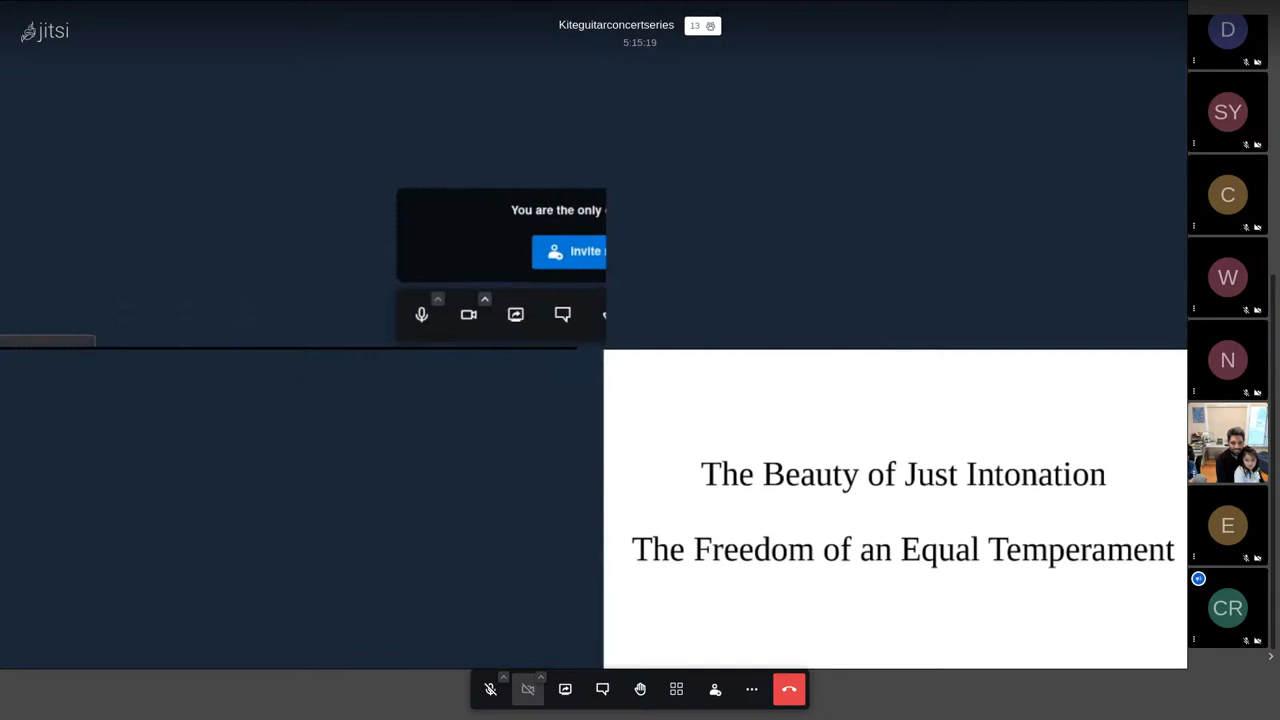 jitsi
Kiteguitarconcertseries 13
5:15:19
D
SY
You are the only
C
Invite
W
N
The Beauty of Just Intonation
The Freedom of an Equal Temperament
E
CR